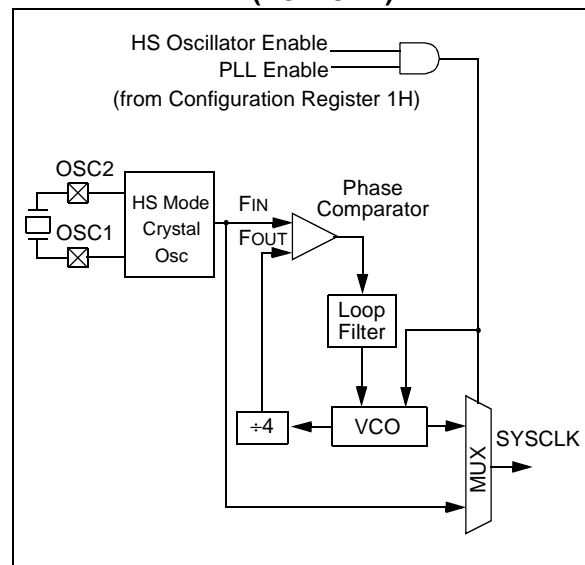 HS Oscillator Enable
PLL Enable
(from Configuration Register 1H)
OSC2
OSC1
HS Mode
Crystal
Osc
FIN
FOUT
Phase
Comparator
Loop
Filter
÷4
VCO
MUX
SYSCLK